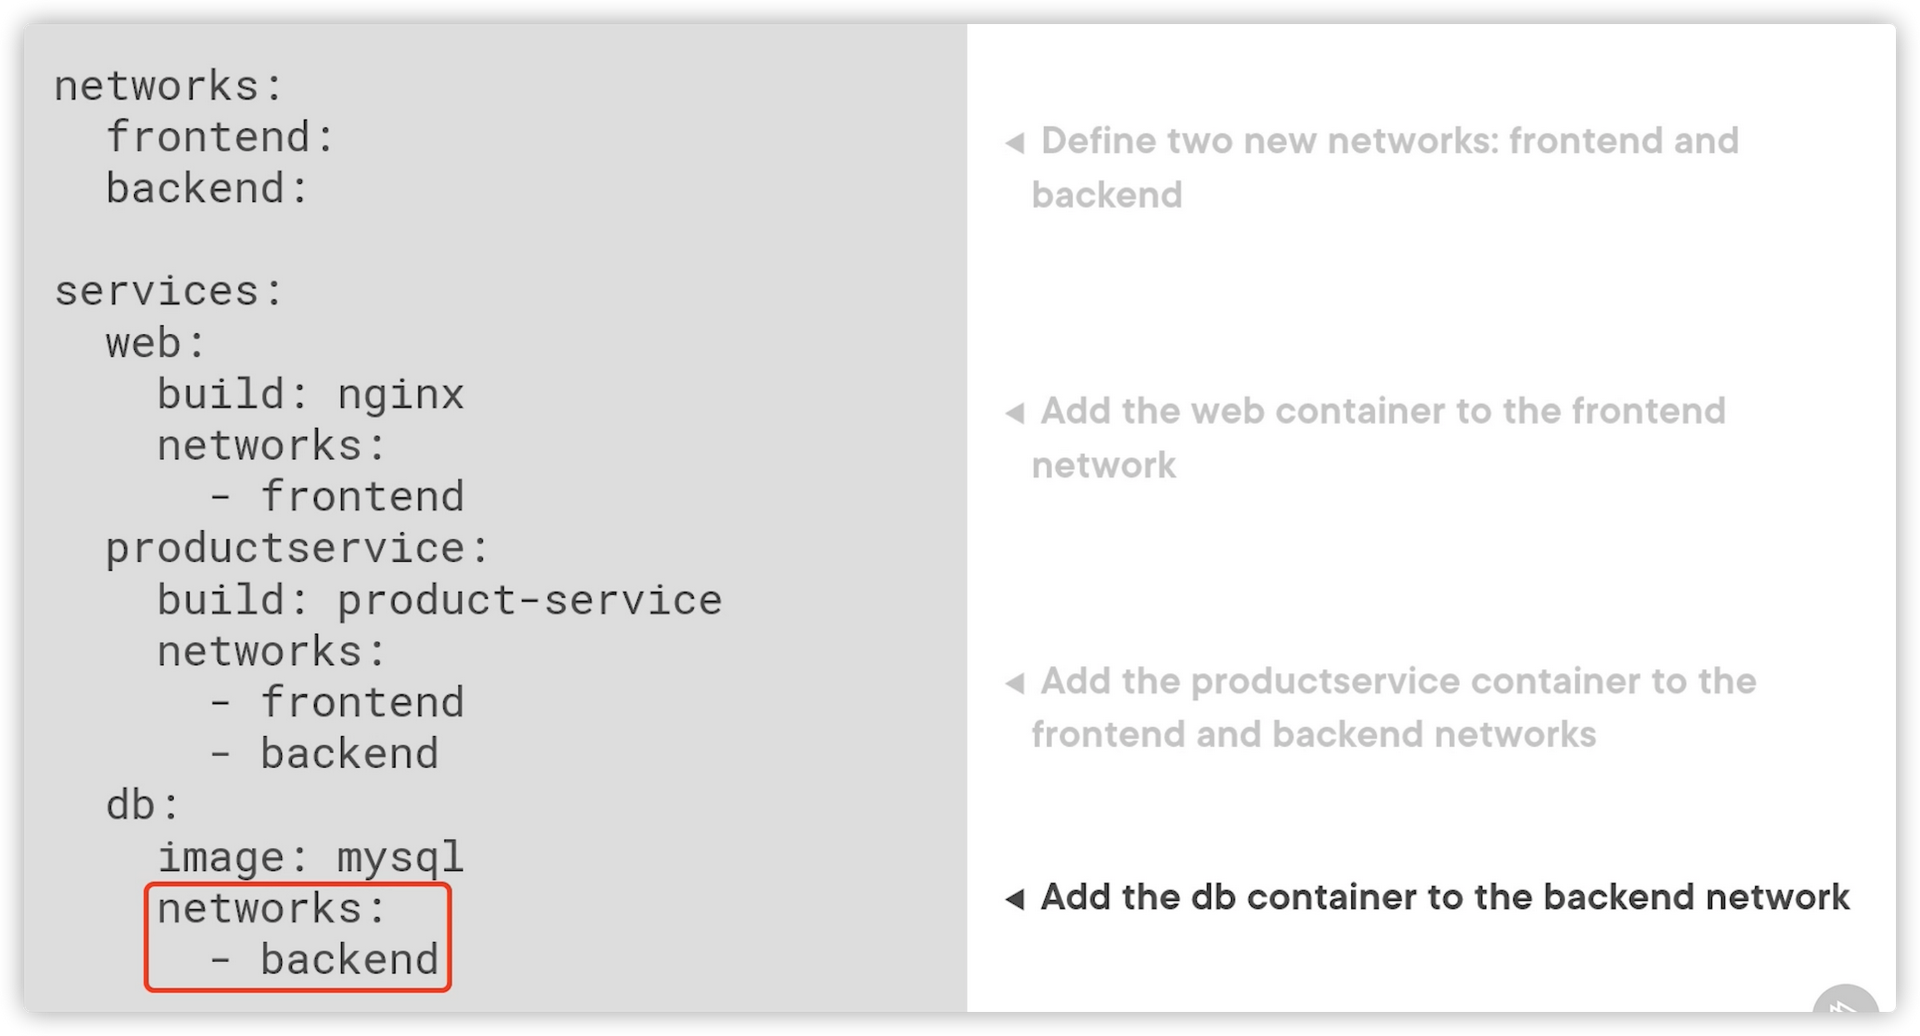 networks:
  frontend:
  backend:

services:
  web:
    build: nginx
    networks:
      - frontend
  productservice:
    build: product-service
    networks:
      - frontend
      - backend
  db:
    image: mysql
    networks:
      - backend
◀ Define two new networks: frontend and
backend
◀ Add the web container to the frontend
network
◀ Add the productservice container to the
frontend and backend networks
◀ Add the db container to the backend network